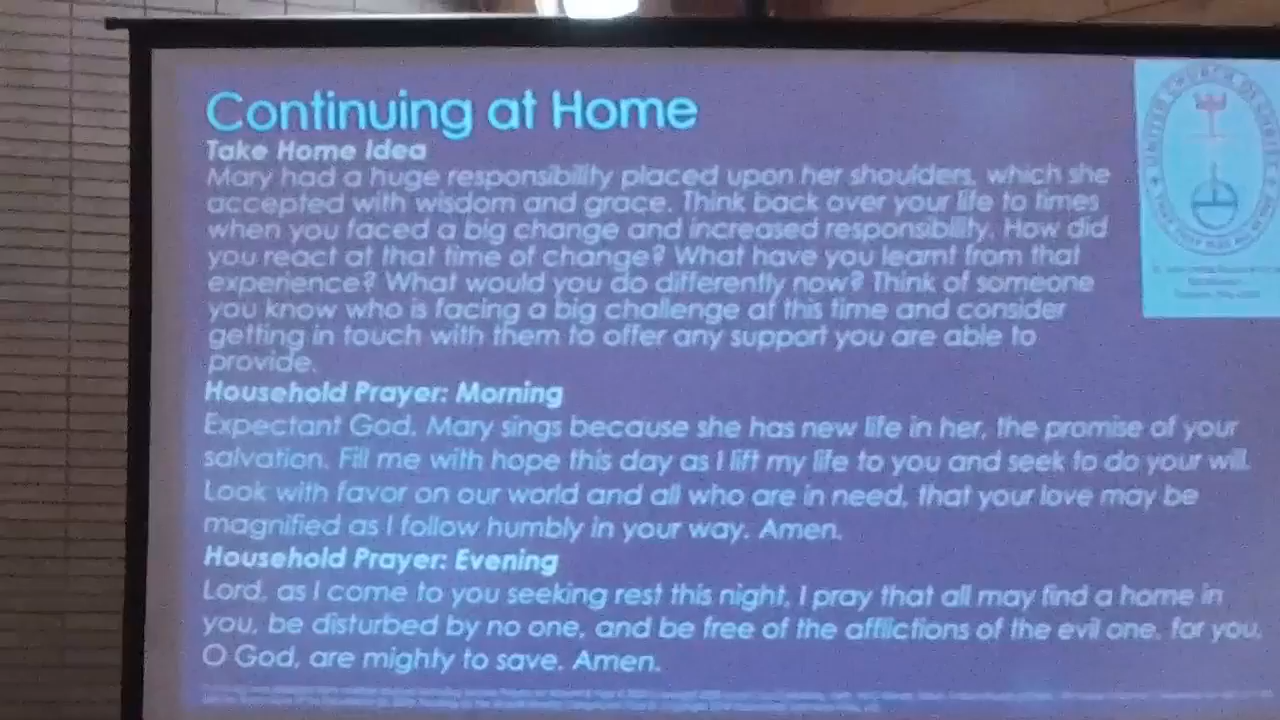 Continuing at Home
Take Home Idea
Mary had a huge responsibility placed upon her shoulders, which she
accepted with wisdom and grace. Think back over your life to times
when you faced a big change and increased responsibility. How did
you react at that time of change? What have you learnt from that
experience? What would you do differently now? Think of someone
you know who is facing a big challenge at this time and consider
getting in touch with them to offer any support you are able to
provide.
Household Prayer: Morning
Expectant God, Mary sings because she has new life in her, the promise of your
salvation. Fill me with hope this day as I lift my life to you and seek to do your will.
Look with favor on our world and all who are in need, that your love may be
magnified as I follow humbly in your way. Amen.
Household Prayer: Evening
Lord, as I come to you seeking rest this night, I pray that all may find a home in
you, be disturbed by no one, and be free of the afflictions of the evil one, for you,
O God, are mighty to save. Amen.
UNITED CHURCH OF CHRIST